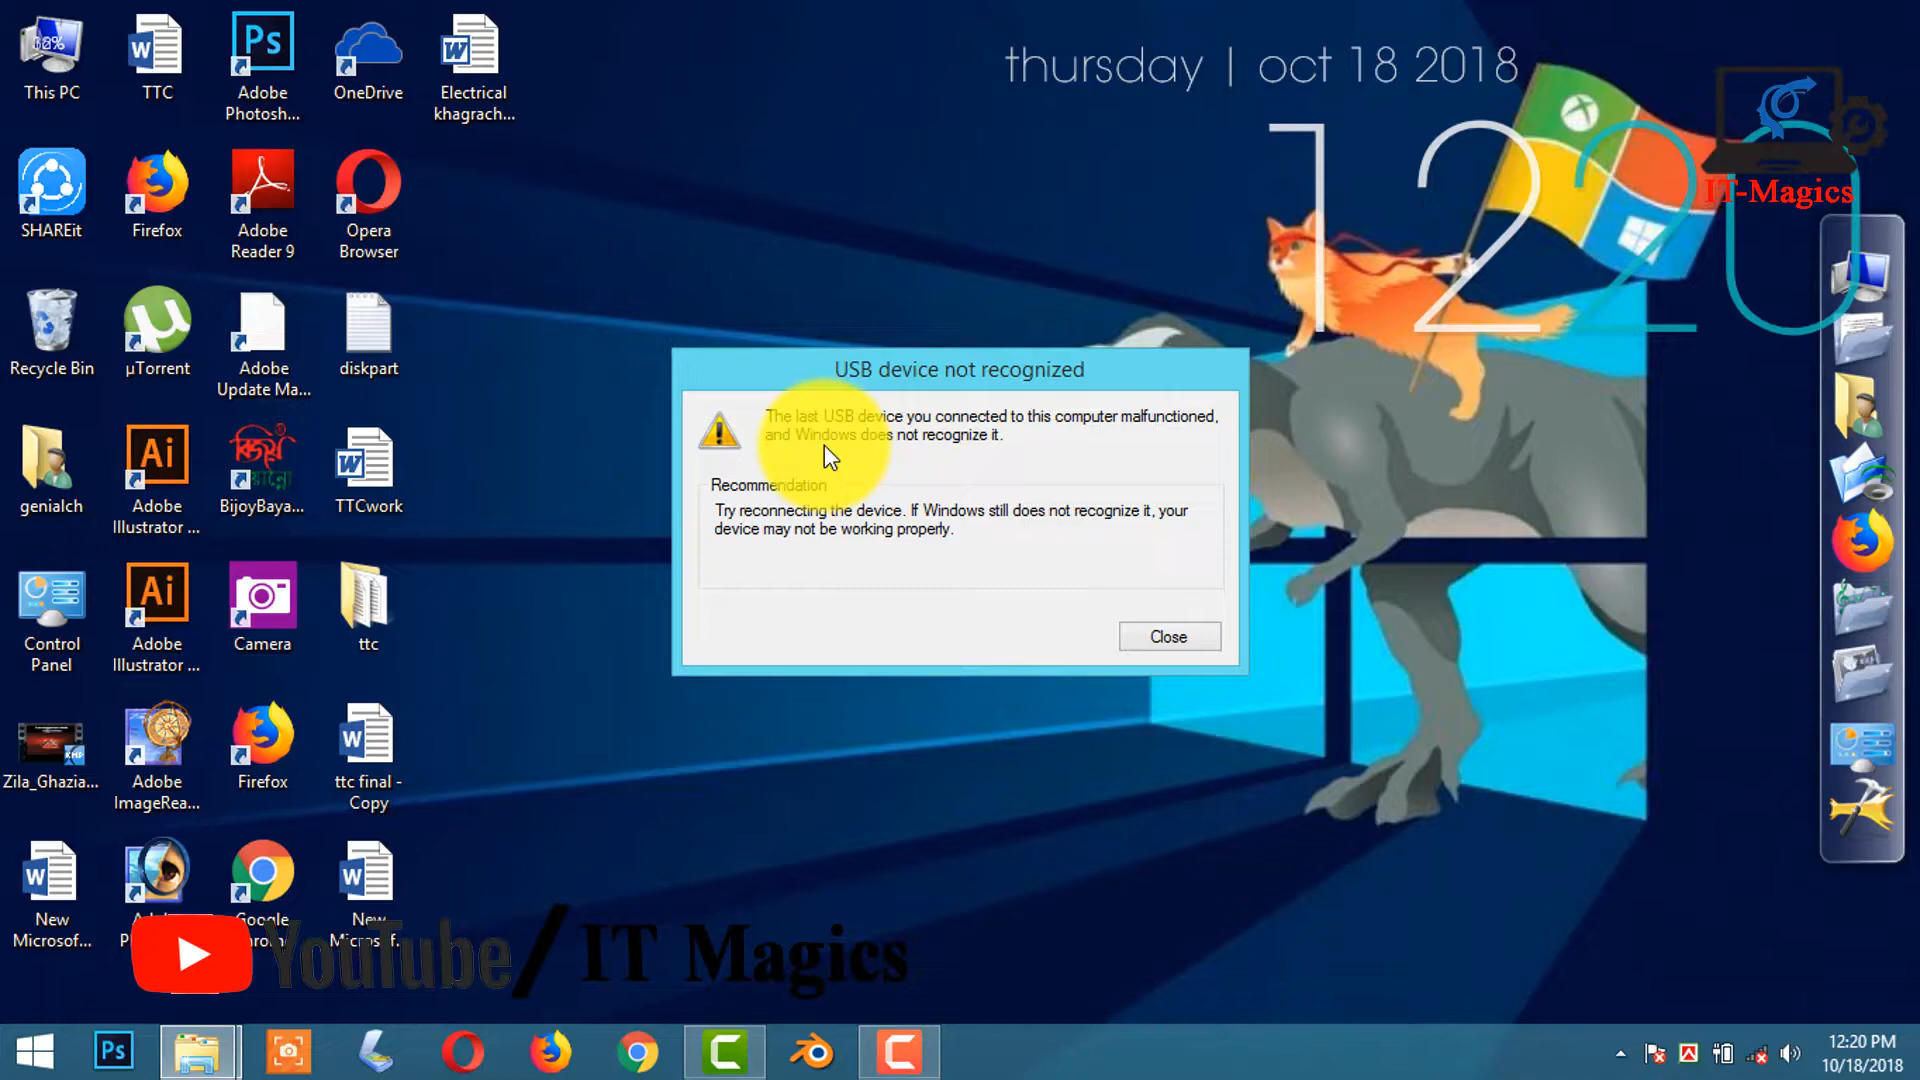 thursday | oct 18 2018
1220
IT-Magics
This PC
TTC
Adobe
Photosh...
OneDrive
Electrical
khagrach...
SHAREit
Firefox
Adobe
Reader 9
Opera
Browser
Recycle Bin
µTorrent
Adobe
Update Ma...
diskpart
genialch
Adobe
Illustrator ...
BijoyBaya...
TTCwork
Control
Panel
Adobe
Illustrator ...
Camera
ttc
Zila_Ghazia...
Adobe
ImageRea...
Firefox
ttc final -
Copy
New
Microsof...
Google
New
Microsof...
USB device not recognized
The last USB device you connected to this computer malfunctioned,
and Windows does not recognize it.
Recommendation
Try reconnecting the device. If Windows still does not recognize it, your
device may not be working properly.
Close
YouTube/IT Magics
12:20 PM
10/18/2018